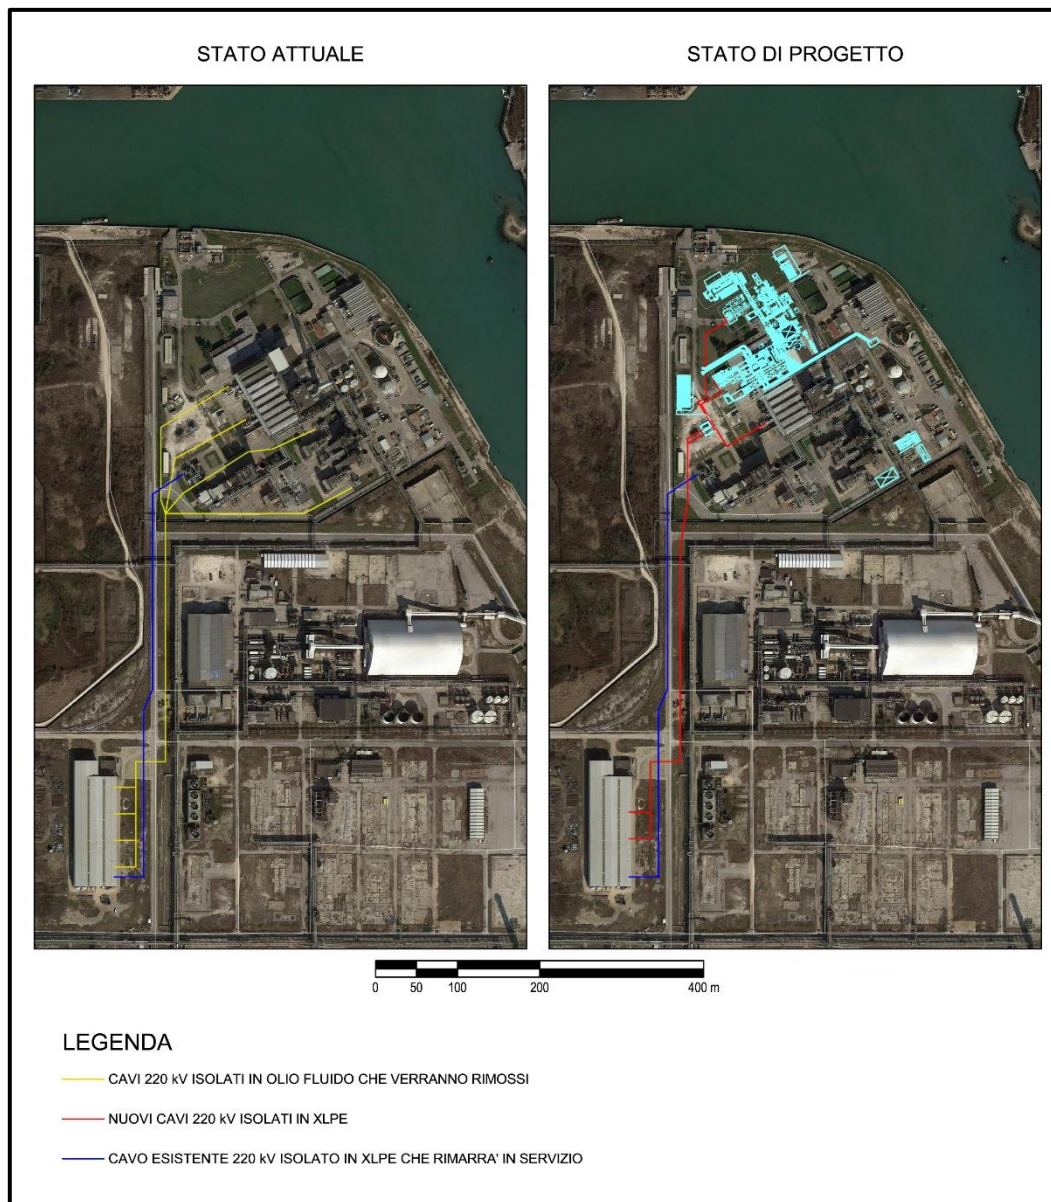 STATO ATTUALE
STATO DI PROGETTO
0 50 100 200 400 m
LEGENDA
CAVI 220 kV ISOLATI IN OLIO FLUIDO CHE VERRANNO RIMOSSI
NUOVI CAVI 220 kV ISOLATI IN XLPE
CAVO ESISTENTE 220 kV ISOLATO IN XLPE CHE RIMARRA' IN SERVIZIO